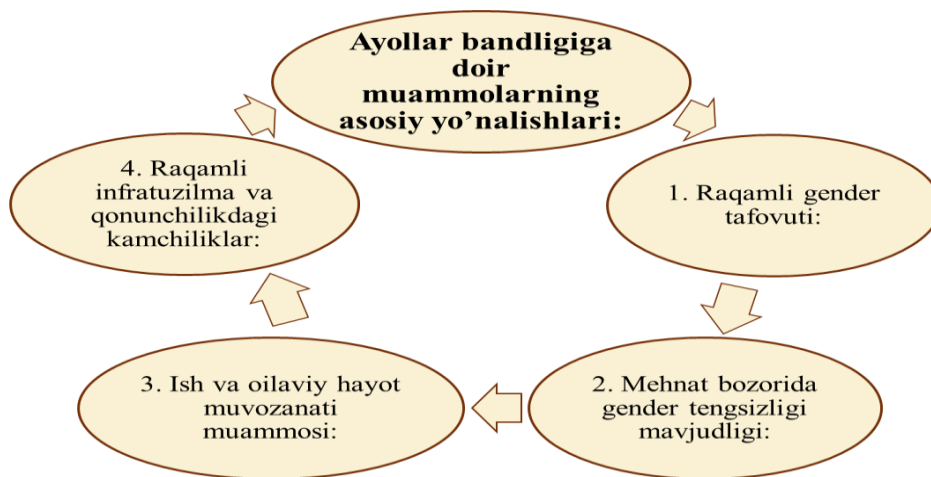 Ayollar bandligiga
doir
muammolarning
asosiy yo’nalishlari:
1. Raqamli gender
tafovuti:
2. Mehnat bozorida
gender tengsizligi
mavjudligi:
3. Ish va oilaviy hayot
muvozanati
muammosi:
4. Raqamli
infratuzilma va
qonunchilikdagi
kamchiliklar: